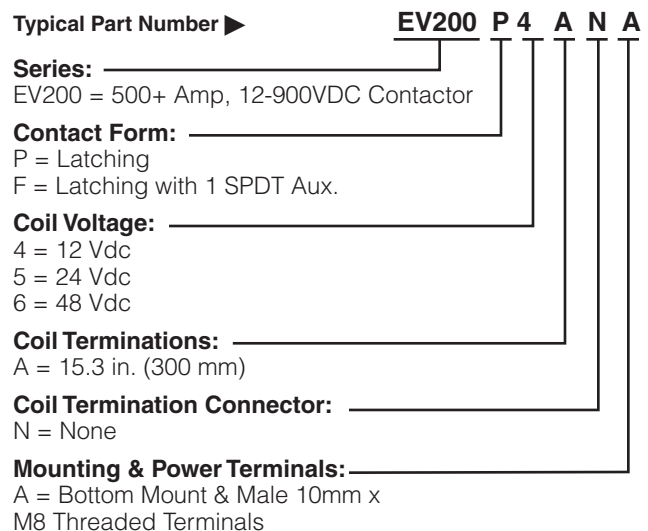 Typical Part Number ▶ EV200 P 4 A N A
Series:
EV200 = 500+ Amp, 12-900VDC Contactor
Contact Form:
P = Latching
F = Latching with 1 SPDT Aux.
Coil Voltage:
4 = 12 Vdc
5 = 24 Vdc
6 = 48 Vdc
Coil Terminations:
A = 15.3 in. (300 mm)
Coil Termination Connector:
N = None
Mounting & Power Terminals:
A = Bottom Mount & Male 10mm x
M8 Threaded Terminals